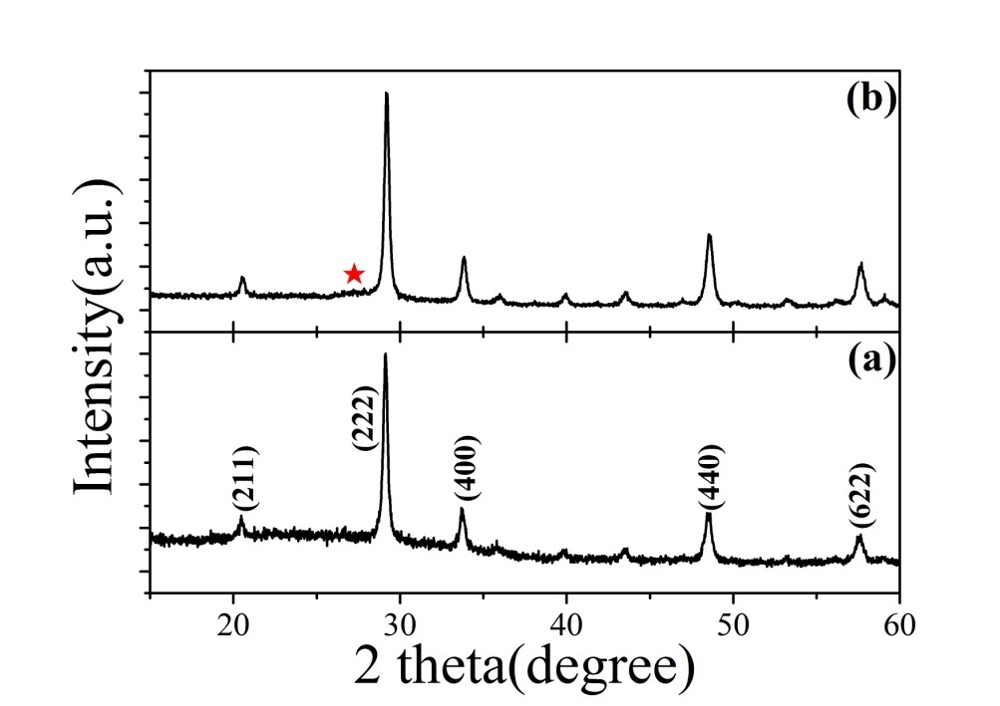 (b)
Intensity(a.u.)
(a)
(211)
(222)
(400)
(440)
(622)
20 30 40 50 60
2 theta(degree)